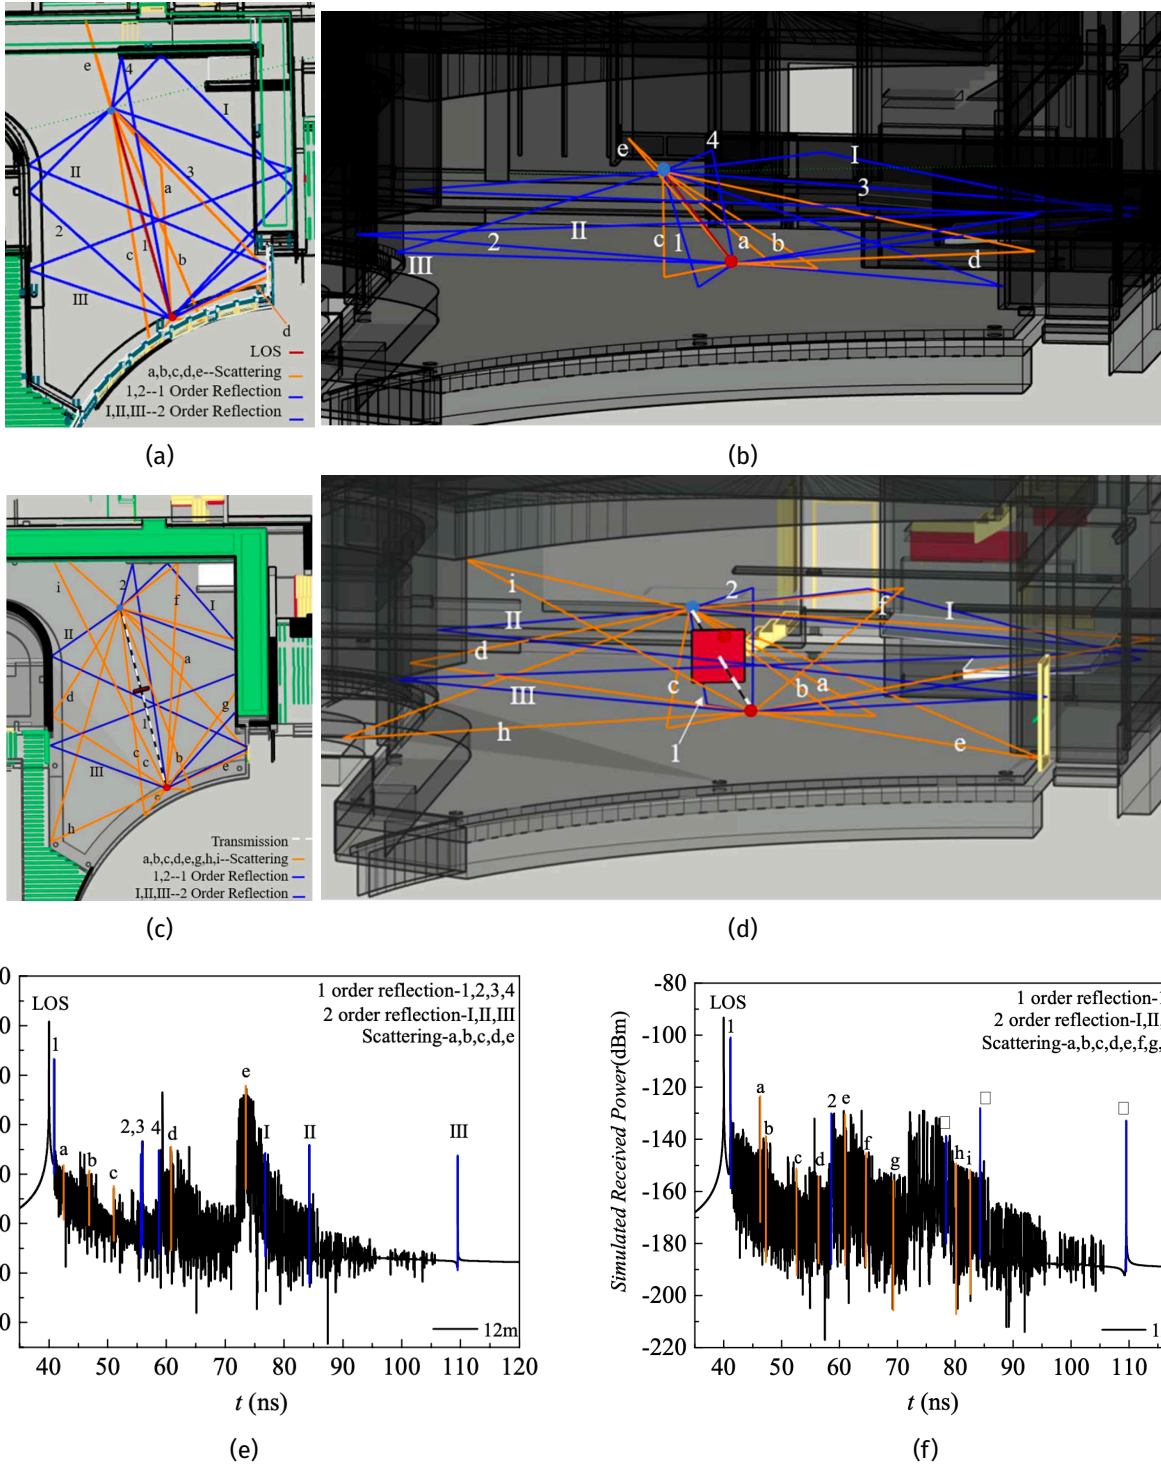 e
4
I
II
3
a
2
1
c
b
III
d
LOS
a,b,c,d,e--Scattering
1,2--1 Order Reflection
I,II,III--2 Order Reflection
(a)
e
4
I
3
II
2
c
1
a
b
d
III
(b)
i
2
f
I
II
a
d
g
1
c
b
c
III
e
c
h
Transmission
a,b,c,d,e,g,h,i--Scattering
1,2--1 Order Reflection
I,II,III--2 Order Reflection
(c)
i
2
f
I
II
d
c
b
a
III
h
1
e
(d)
LOS
1 order reflection-1,2,3,4
2 order reflection-I,II,III
Scattering-a,b,c,d,e
1
e
2,3
4
d
I
II
III
a
b
c
12m
40 50 60 70 80 90 100 110 120
t (ns)
(e)
Simulated Received Power(dBm)
-80
-100
-120
-140
-160
-180
-200
-220
LOS
1 order reflection-1
2 order reflection-I,II,
Scattering-a,b,c,d,e,f,g,
1
a
b
c
d
2
e
f
g
h
i
□
□
□
1
40 50 60 70 80 90 100 110
t (ns)
(f)